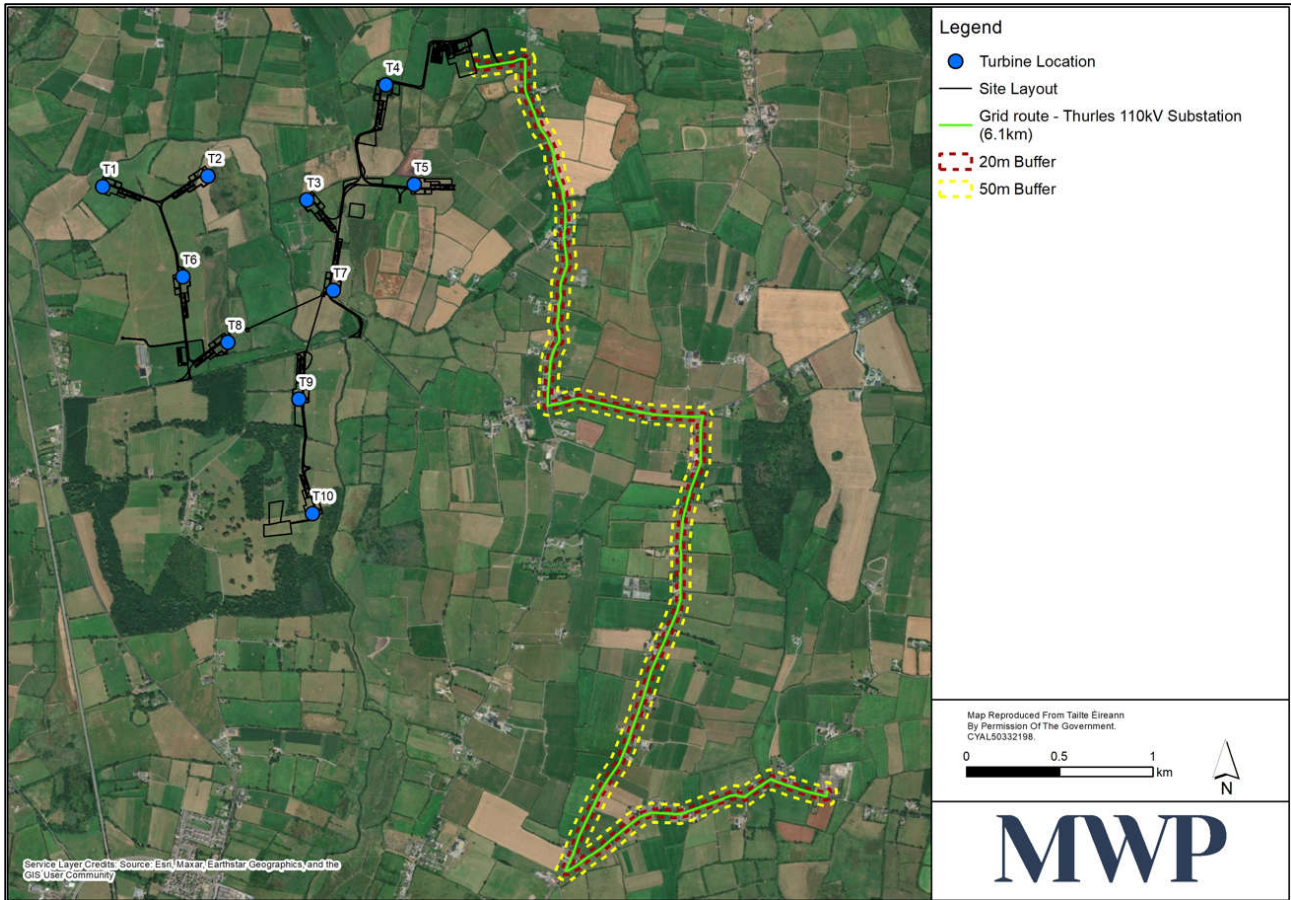 Legend
Turbine Location
Site Layout
Grid route - Thurles 110kV Substation
(6.1km)
20m Buffer
50m Buffer
T4
T2
T1
T5
T3
T6
T7
T8
T9
T10
Map Reproduced From Tailte Éireann
By Permission Of The Government.
CYAL50332198.
0 0.5 1
km
N
MWP
Service Layer Credits: Source: Esri, Maxar, Earthstar Geographics, and the
GIS User Community